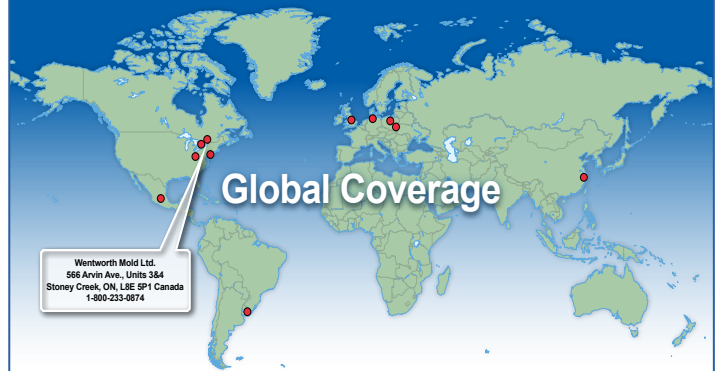 Global Coverage
Wentworth Mold Ltd.
566 Arvin Ave., Units 3&4
Stoney Creek, ON, L8E 5P1 Canada
1-800-233-0874